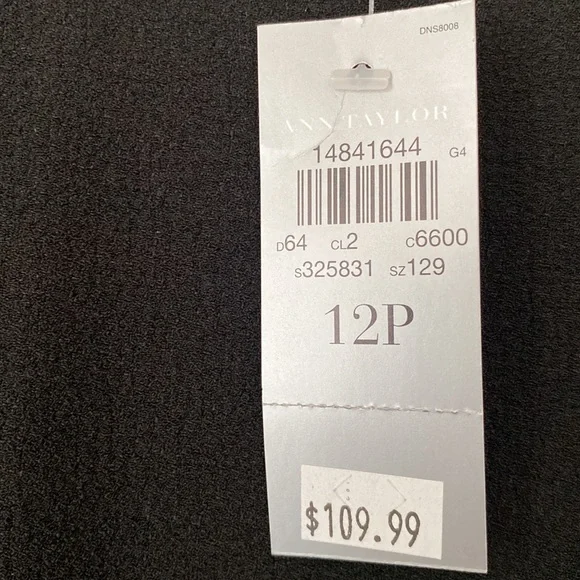 DNS8006
ANN TAYLOR
14841644 G4
D64 CL2 C6600
S325831 SZ129
12P
$109.99